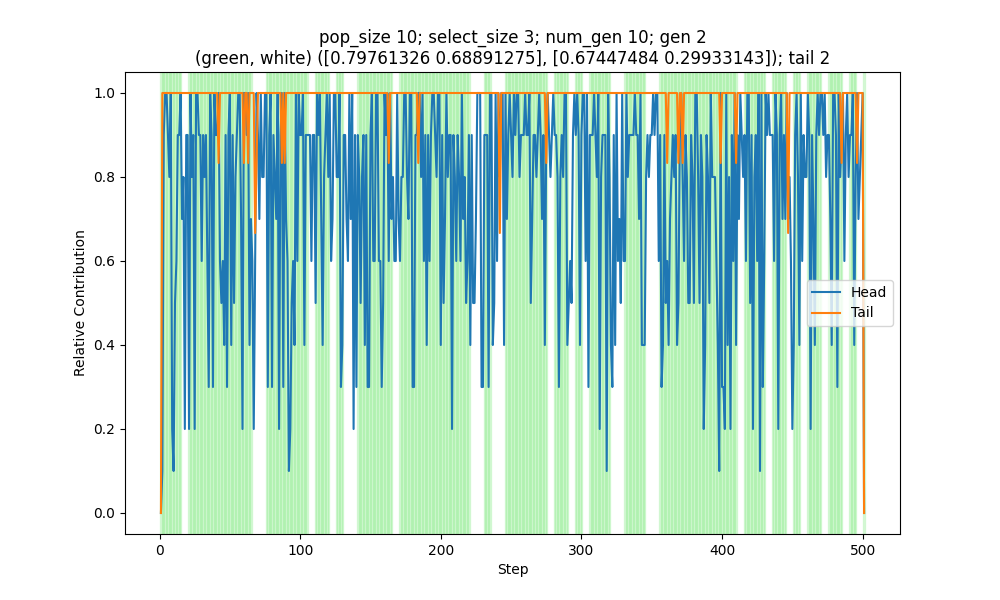 pop_size 10; select_size 3; num_gen 10; gen 2
(green, white) ([0.79761326 0.68891275], [0.67447484 0.29933143]); tail 2
Relative Contribution
1.0
0.8
0.6
0.4
0.2
0.0
Head
Tail
0
100
200
300
400
500
Step